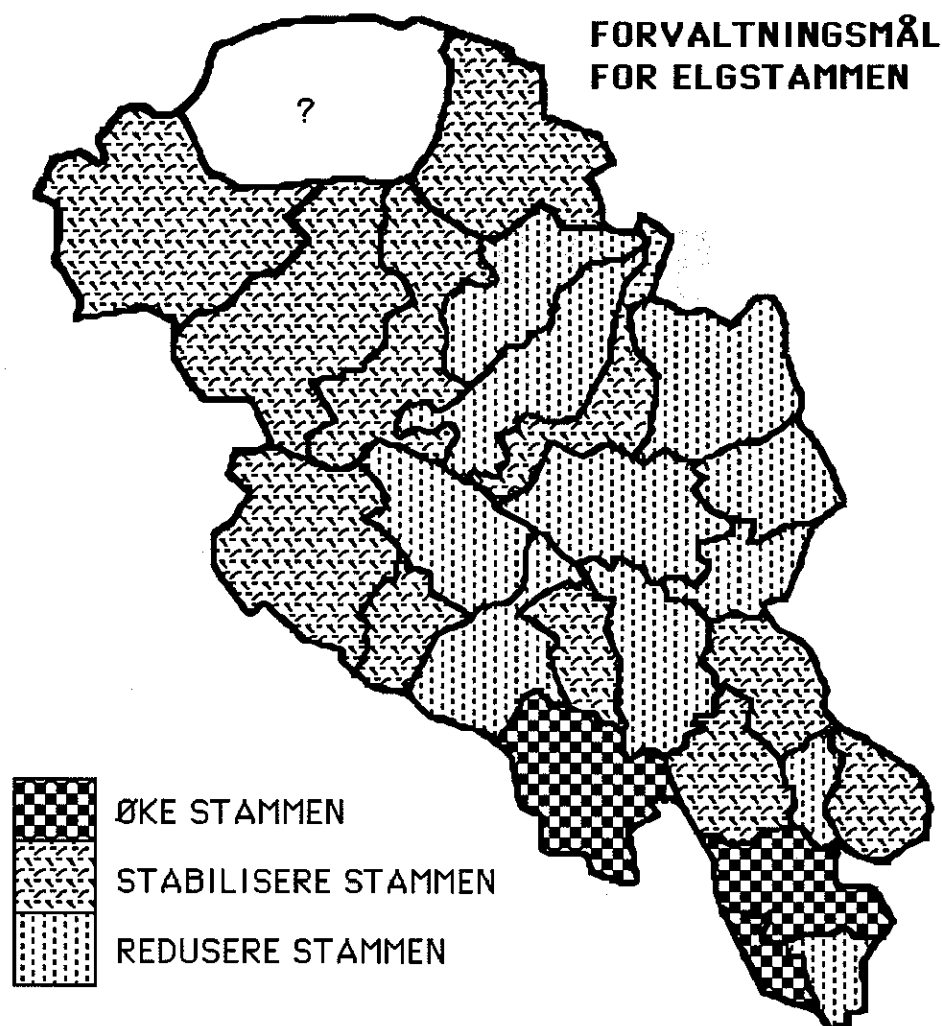 FORVALTNINGSMÅL
FOR ELGSTAMMEN
?
ØKE STAMMEN
STABILISERE STAMMEN
REDUSERE STAMMEN